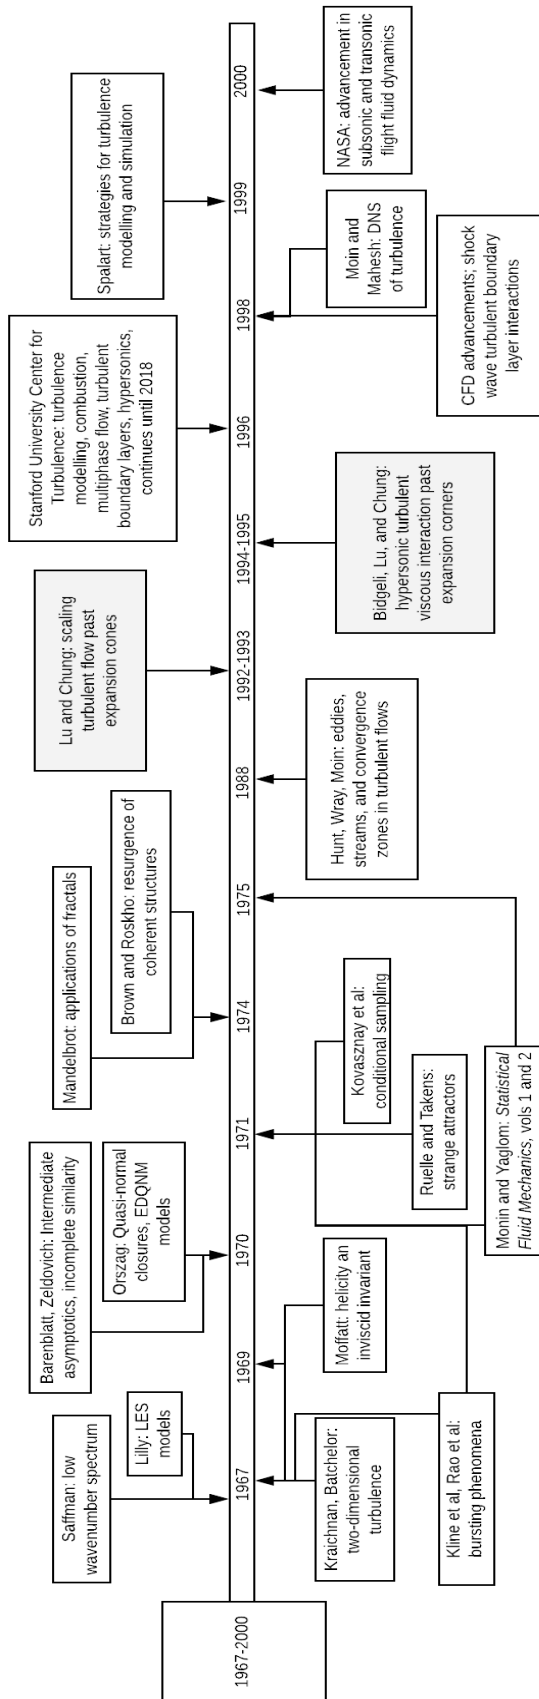 1967-2000
Saffman: low
wavenumber spectrum
Lilly: LES
models
Barenblatt, Zeldovich: Intermediate
asymptotics, incomplete similarity
Orszag: Quasi-normal
closures, EDQNM
models
Mandelbrot: applications of fractals
Brown and Roskho: resurgence of
coherent structures
Lu and Chung: scaling
turbulent flow past
expansion cones
Stanford University Center for
Turbulence: turbulence
modelling, combustion,
multiphase flow, turbulent
boundary layers, hypersonics,
continues until 2018
Spalart: strategies for turbulence
modelling and simulation
1967
1969
1970
1971
1974
1975
1988
1992-1993
1994-1995
1996
1998
1999
2000
Kraichnan, Batchelor:
two-dimensional
turbulence
Kline et al, Rao et al:
bursting phenomena
Moffatt: helicity an
inviscid invariant
Monin and Yaglom: Statistical
Fluid Mechanics, vols 1 and 2
Ruelle and Takens:
strange attractors
Kovasznay et al:
conditional sampling
Hunt, Wray, Moin: eddies,
streams, and convergence
zones in turbulent flows
Bidgeli, Lu, and Chung:
hypersonic turbulent
viscous interaction past
expansion corners
CFD advancements; shock
wave turbulent boundary
layer interactions
Moin and
Mahesh: DNS
of turbulence
NASA: advancement in
subsonic and transonic
flight fluid dynamics